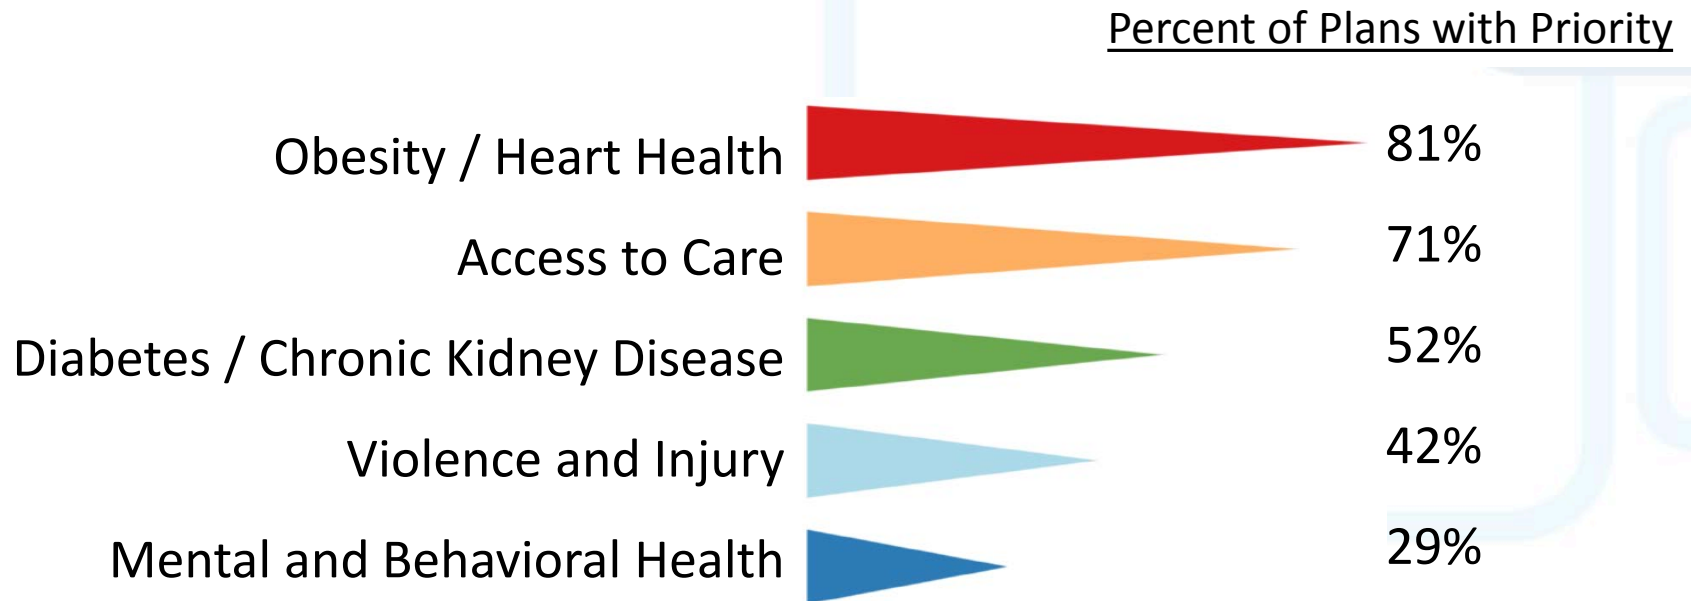 Percent of Plans with Priority
Obesity / Heart Health 81%
Access to Care 71%
Diabetes / Chronic Kidney Disease 52%
Violence and Injury 42%
Mental and Behavioral Health 29%